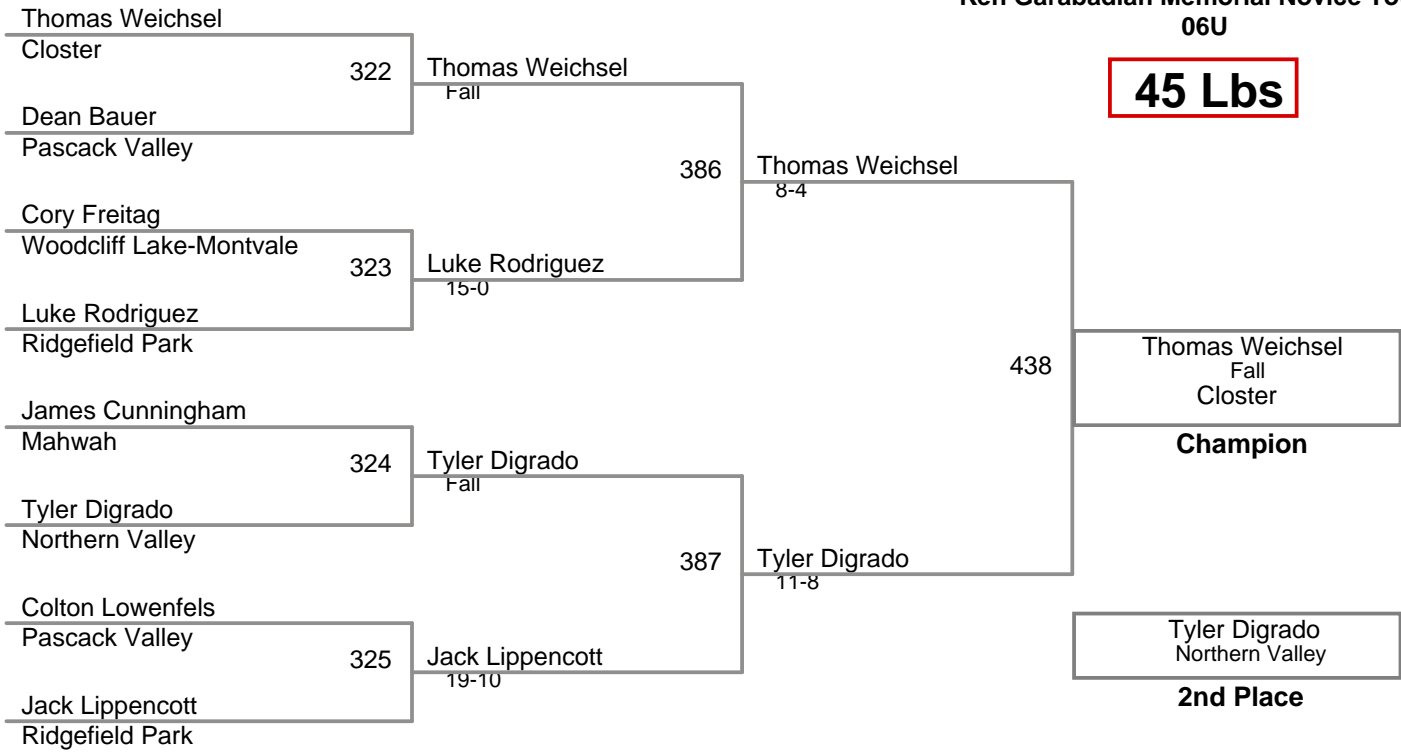 Ken Garabadian Memorial Novice
06U
45 Lbs
Thomas Weichsel
Closter
322
Dean Bauer
Pascack Valley
Thomas Weichsel
Fall
Cory Freitag
Woodcliff Lake-Montvale
323
Luke Rodriguez
Ridgefield Park
Luke Rodriguez
15-0
386
Thomas Weichsel
8-4
James Cunningham
Mahwah
324
Tyler Digrado
Northern Valley
Tyler Digrado
Fall
Colton Lowenfels
Pascack Valley
325
Jack Lippencott
Ridgefield Park
Jack Lippencott
19-10
387
Tyler Digrado
11-8
438
Thomas Weichsel
Fall
Closter
Champion
Tyler Digrado
Northern Valley
2nd Place